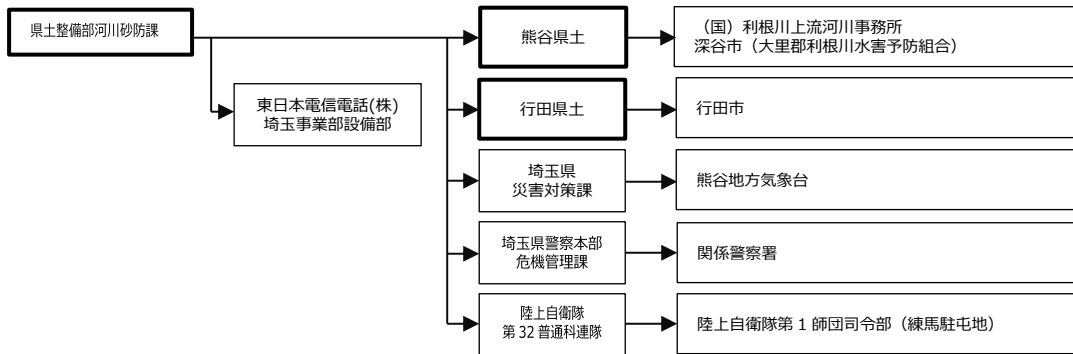 県土整備部河川砂防課
東日本電信電話(株)
埼玉事業部設備部
熊谷県土
（国）利根川上流河川事務所
深谷市（大里郡利根川水害予防組合）
行田県土
行田市
埼玉県
災害対策課
熊谷地方気象台
埼玉県警察本部
危機管理課
関係警察署
陸上自衛隊
第 32 普通科連隊
陸上自衛隊第 1 師団司令部（練馬駐屯地）